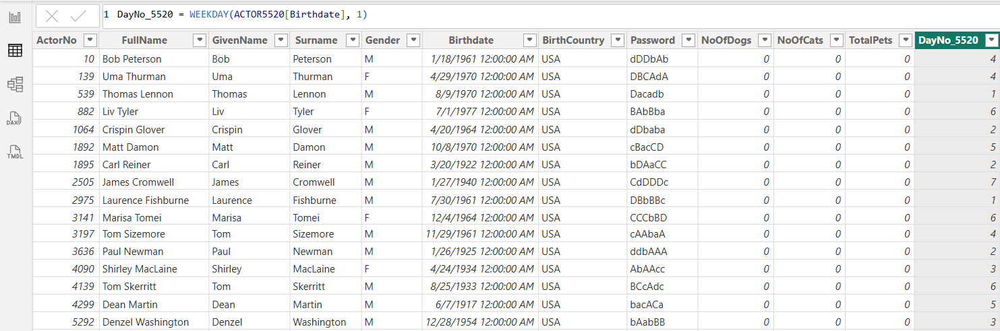 1 DayNo_5520 = WEEKDAY(ACTOR5520[Birthdate], 1)
ActorNo FullName GivenName Surname Gender Birthdate BirthCountry Password NoOfDogs NoOfCats TotalPets DayNo_5520
10 Bob Peterson Bob Peterson M 1/18/1961 12:00:00 AM USA dDDbAb 0 0 0 4
139 Uma Thurman Uma Thurman F 4/29/1970 12:00:00 AM USA DBCAdA 0 0 0 4
539 Thomas Lennon Thomas Lennon M 8/9/1970 12:00:00 AM USA Dacadb 0 0 0 1
DAX 882 Liv Tyler Liv Tyler F 7/1/1977 12:00:00 AM USA BAbBba 0 0 0 6
1064 Crispin Glover Crispin Glover M 4/20/1964 12:00:00 AM USA dDbaba 0 0 0 2
TMDL 1892 Matt Damon Matt Damon M 10/8/1970 12:00:00 AM USA cBacCD 0 0 0 5
1895 Carl Reiner Carl Reiner M 3/20/1922 12:00:00 AM USA bDAaCC 0 0 0 2
2505 James Cromwell James Cromwell M 1/27/1940 12:00:00 AM USA CdDDDc 0 0 0 7
2975 Laurence Fishburne Laurence Fishburne M 7/30/1961 12:00:00 AM USA DBbBBc 0 0 0 1
3141 Marisa Tomei Marisa Tomei F 12/4/1964 12:00:00 AM USA CCCbBD 0 0 0 6
3197 Tom Sizemore Tom Sizemore M 11/29/1961 12:00:00 AM USA cAAbaA 0 0 0 4
3636 Paul Newman Paul Newman M 1/26/1925 12:00:00 AM USA ddbAAA 0 0 0 2
4090 Shirley MacLaine Shirley MacLaine F 4/24/1934 12:00:00 AM USA AbAAcc 0 0 0 3
4139 Tom Skerritt Tom Skerritt M 8/25/1933 12:00:00 AM USA BCcAdc 0 0 0 6
4299 Dean Martin Dean Martin M 6/7/1917 12:00:00 AM USA bacACa 0 0 0 5
5292 Denzel Washington Denzel Washington M 12/28/1954 12:00:00 AM USA bAabBB 0 0 0 3